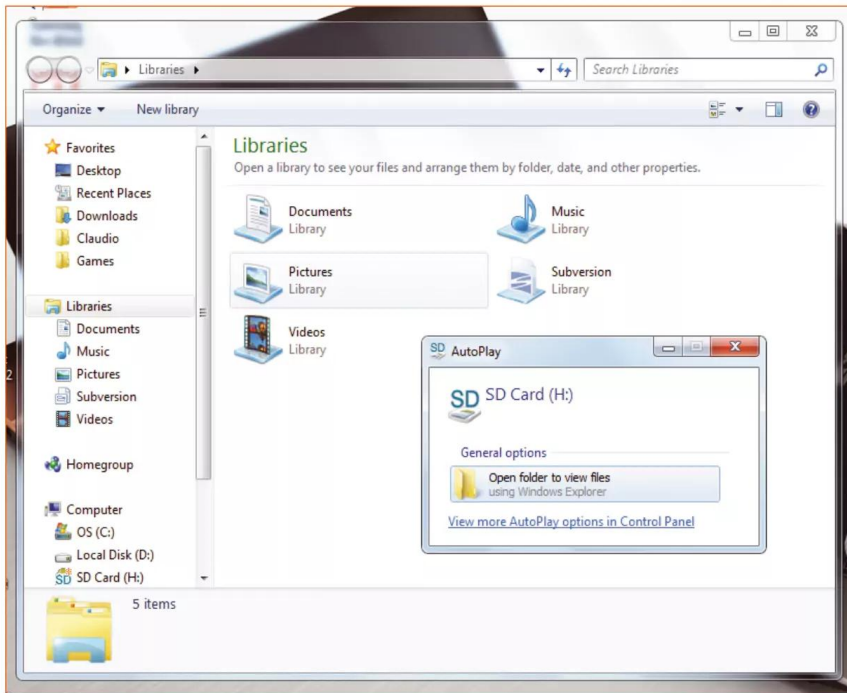 Libraries
Search Libraries
Organize
New library
Favorites
Desktop
Recent Places
Downloads
Claudio
Games
Libraries
Documents
Music
Pictures
Subversion
Videos
Homegroup
Computer
OS (C:)
Local Disk (D:)
SD Card (H:)
Libraries
Open a library to see your files and arrange them by folder, date, and other properties.
Documents
Library
Music
Library
Pictures
Library
Subversion
Library
Videos
Library
SD AutoPlay
SD SD Card (H:)
General options
Open folder to view files
using Windows Explorer
View more AutoPlay options in Control Panel
5 items
2